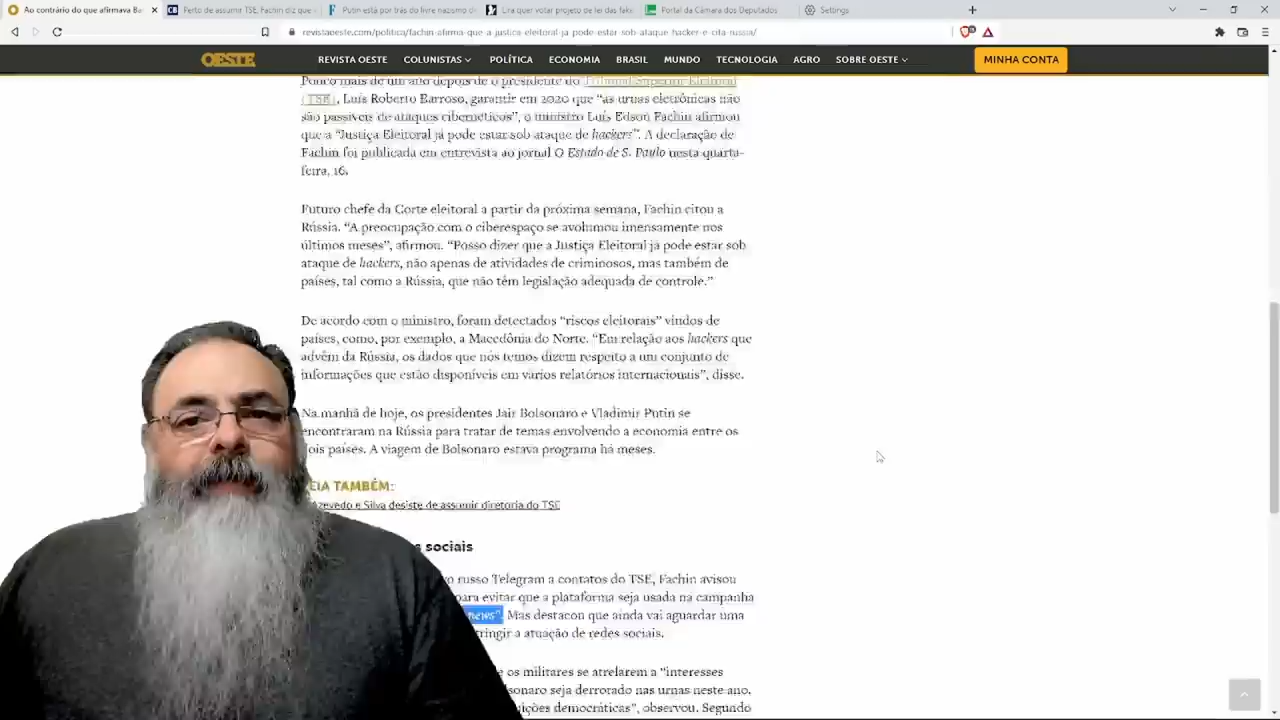 Ao contrário do que afirmava Ba
Perto de assumir TSE, Fachin diz que
Putin está por trás do livre nazismo d
Lira quer votar projeto de lei das fak
Portal da Câmara dos Deputados
Settings
revistaoeste.com/politica/fachin-afirma-que-a-justica-eleitoral-ja-pode-estar-sob-ataque-hacker-e-cita-russia/
OESTE
REVISTA OESTE
COLUNISTAS
POLÍTICA
ECONOMIA
BRASIL
MUNDO
TECNOLOGIA
AGRO
SOBRE OESTE
MINHA CONTA
Pouco mais de um ano depois de o presidente do Tribunal Superior Eleitoral
(TSE), Luís Roberto Barroso, garantir em 2020 que “as urnas eletrônicas não
são passíveis de ataques cibernéticos”, o ministro Luís Edson Fachin afirmou
que a “Justiça Eleitoral já pode estar sob ataque de hackers”. A declaração de
Fachin foi publicada em entrevista ao jornal O Estado de S. Paulo nesta quarta-
feira, 16.
Futuro chefe da Corte eleitoral a partir da próxima semana, Fachin citou a
Rússia. “A preocupação com o ciberespaço se avolumou imensamente nos
últimos meses”, afirmou. “Posso dizer que a Justiça Eleitoral já pode estar sob
ataque de hackers, não apenas de atividades de criminosos, mas também de
países, tal como a Rússia, que não têm legislação adequada de controle.”
De acordo com o ministro, foram detectados “riscos eleitorais” vindos de
países, como, por exemplo, a Macedônia do Norte. “Em relação aos hackers que
advêm da Rússia, os dados que nós temos dizem respeito a um conjunto de
informações que estão disponíveis em vários relatórios internacionais”, disse.
Na manhã de hoje, os presidentes Jair Bolsonaro e Vladimir Putin se
encontraram na Rússia para tratar de temas envolvendo a economia entre os
dois países. A viagem de Bolsonaro estava programa há meses.
EIA TAMBÉM:
Azevedo e Silva desiste de assumir diretoria do TSE
s sociais
o russo Telegram a contatos do TSE, Fachin avisou
para evitar que a plataforma seja usada na campanha
news”. Mas destacou que ainda vai aguardar uma
tringir a atuação de redes sociais.
e os militares se atrelarem a “interesses
lsonaro seja derrotado nas urnas neste ano.
uições democráticas”, observou. Segundo